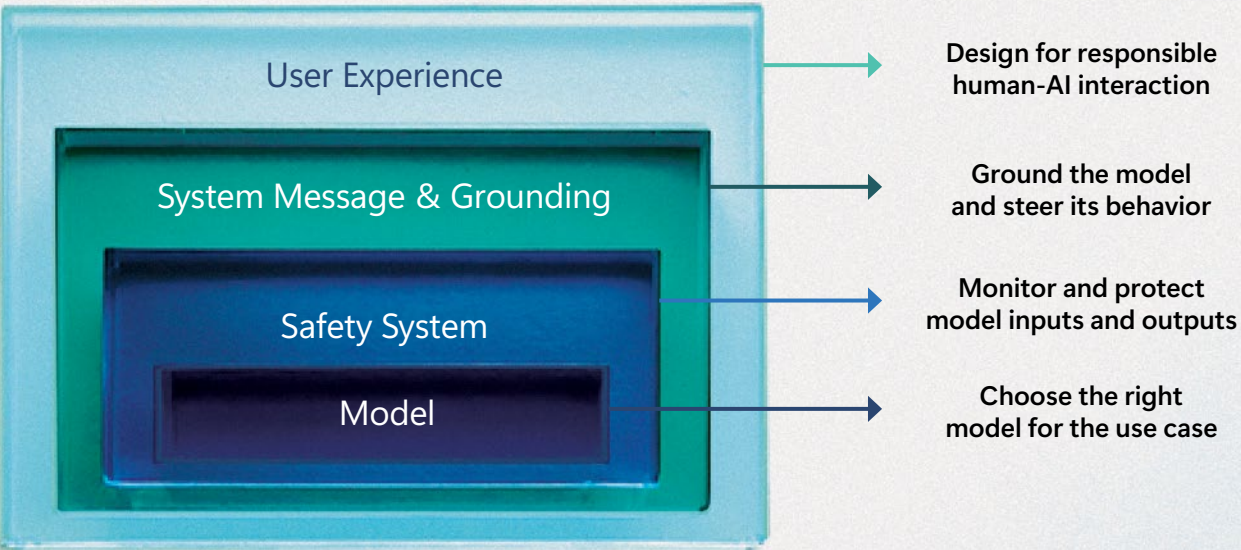 User Experience
Design for responsible
human-AI interaction
System Message & Grounding
Ground the model
and steer its behavior
Safety System
Monitor and protect
model inputs and outputs
Model
Choose the right
model for the use case